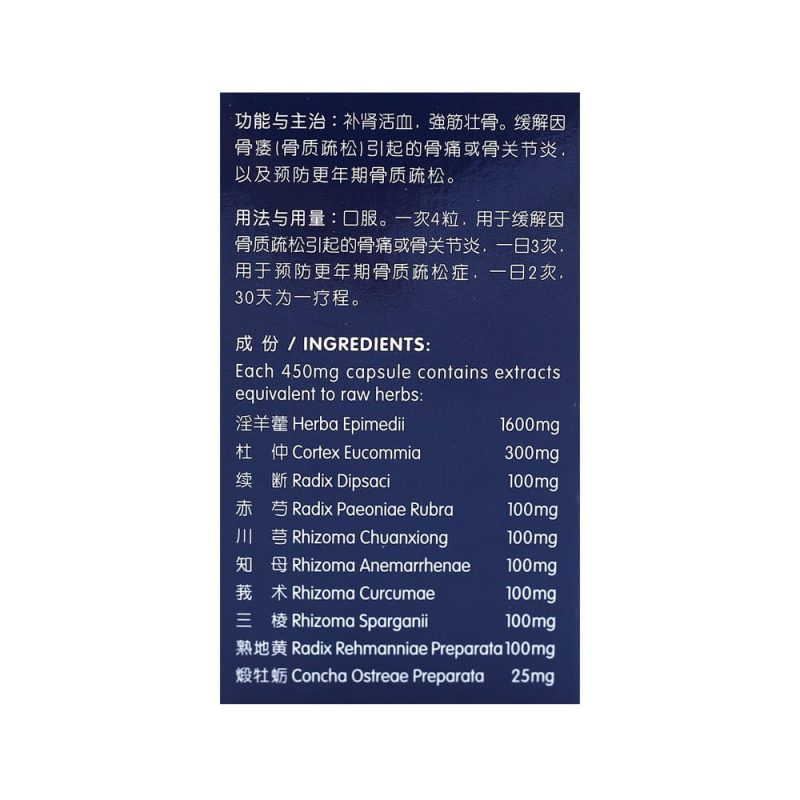 功能与主治：补肾活血，強筋壮骨。缓解因
骨痿(骨质疏松)引起的骨痛或骨关节炎，
以及预防更年期骨质疏松。
用法与用量：口服。一次4粒，用于缓解因
骨质疏松引起的骨痛或骨关节炎，一日3次，
用于预防更年期骨质疏松症，一日2次，
30天为一疗程。
成 份 / INGREDIENTS:
Each 450mg capsule contains extracts
equivalent to raw herbs:
淫羊藿 Herba Epimedii 1600mg
杜 仲 Cortex Eucommia 300mg
续 断 Radix Dipsaci 100mg
赤 芍 Radix Paeoniae Rubra 100mg
川 芎 Rhizoma Chuanxiong 100mg
知 母 Rhizoma Anemarrhenae 100mg
莪 术 Rhizoma Curcumae 100mg
三 棱 Rhizoma Sparganii 100mg
熟地黄 Radix Rehmanniae Preparata 100mg
煅牡蛎 Concha Ostreae Preparata 25mg